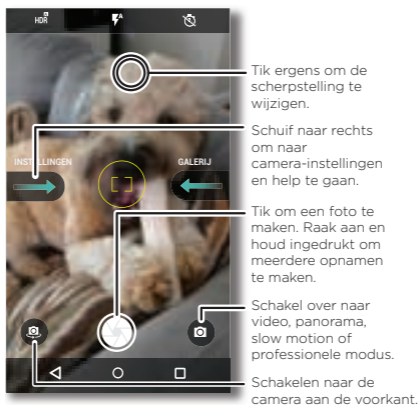 HDR
A
Tik ergens om de
scherpstelling te
wijzigen.
INSTELLINGEN
GALERIJ
Schuif naar rechts
om naar
camera-instellingen
en help te gaan.
Tik om een foto te
maken. Raak aan en
houd ingedrukt om
meerdere opnamen
te maken.
Schakel over naar
video, panorama,
slow motion of
professionele modus.
Schakelen naar de
camera aan de voorkant.